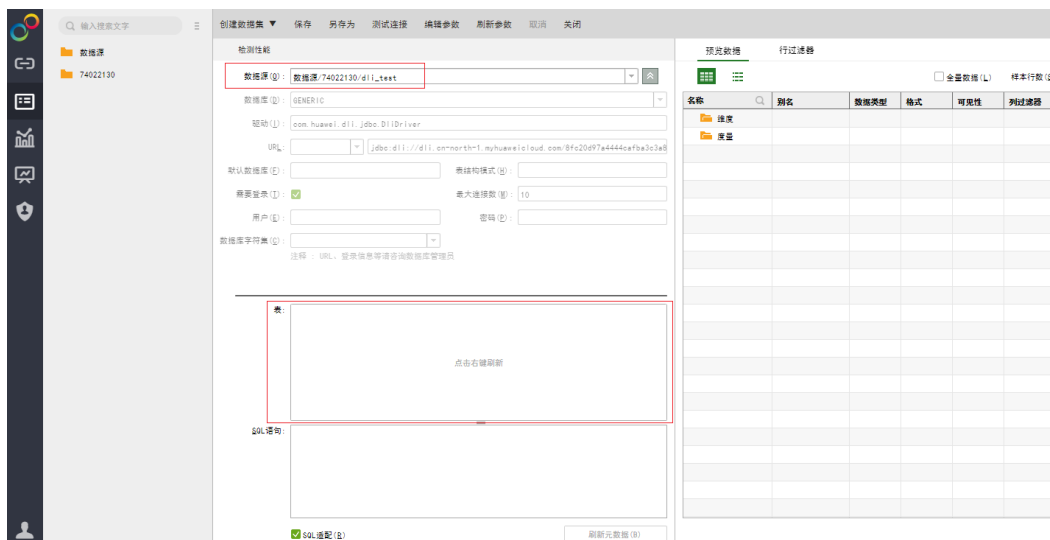 输入搜索文字
数据源
74022130
创建数据集 ▼ 保存 另存为 测试连接 编辑参数 刷新参数 取消 关闭
检测性能
数据源(O): 数据源/74022130/dli_test
数据库(D): GENERIC
驱动(I): com.huawei.dli.jdbc.DliDriver
URL: jdbc:dli://dli.cn-north-1.myhuaweicloud.com/8fc20d97a4444cafba3c3a8
默认数据库(F): 表结构模式(H):
需要登录(T): 最大连接数(M): 10
用户(E): 密码(P):
数据库字符集(C):
注释 : URL、登录信息等请咨询数据库管理员
表:
点击右键刷新
SQL语句:
SQL适配(R) 刷新元数据(B)
预览数据 行过滤器
全量数据(L) 样本行数(
名称 别名 数据类型 格式 可见性 列过滤器
维度
度量